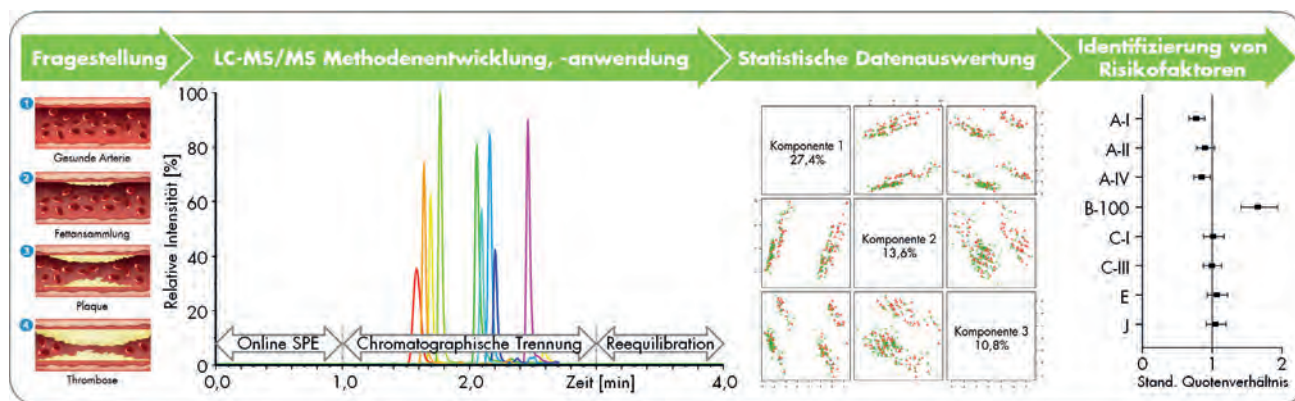 Fragestellung
LC-MS/MS Methodenentwicklung, -anwendung
Statistische Datenauswertung
Identifizierung von
Risikofaktoren
1
Gesunde Arterie
2
Fettansammlung
3
Plaque
4
Thrombose
Relative Intensität [%]
100
80
60
40
20
0
Online SPE
Chromatographische Trennung
Reequilibration
0,0
1,0
2,0
Zeit [min]
4,0
Komponente 1
27,4%
Komponente 2
13,6%
Komponente 3
10,8%
A-I
A-II
A-IV
B-100
C-I
C-III
E
J
0
1
2
Stand. Quotenverhältnis